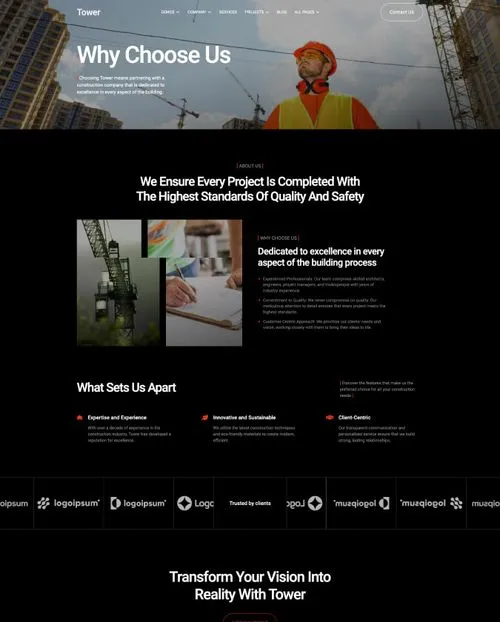 Tower
DEMOS COMPANY SERVICES PROJECTS BLOG ALL PAGES
Contact Us
Why Choose Us
[ Choosing Tower means partnering with a
construction company that is dedicated to
excellence in every aspect of the building.
[ ABOUT US ]
We Ensure Every Project Is Completed With
The Highest Standards Of Quality And Safety
[ WHY CHOOSE US ]
Dedicated to excellence in every
aspect of the building process
Experienced Professionals: Our team comprises skilled architects,
engineers, project managers, and tradespeople with years of
industry experience.
Commitment to Quality: We never compromise on quality. Our
meticulous attention to detail ensures that every project meets the
highest standards.
Customer-Centric Approach: We prioritize our clients' needs and
vision, working closely with them to bring their ideas to life.
What Sets Us Apart
[ Discover the features that make us the
preferred choice for all your construction
needs ]
Expertise and Experience
With over a decade of experience in the
construction industry, Tower has developed a
reputation for excellence.
Innovative and Sustainable
We utilize the latest construction techniques
and eco-friendly materials to create modern,
efficient
Client-Centric
Our transparent communication and
personalized service ensure that we build
strong, lasting relationships.
oipsum logoipsum logoipsum Logo Trusted by clients Logo logoipsum logoipsum logoipsum
Transform Your Vision Into
Reality With Tower